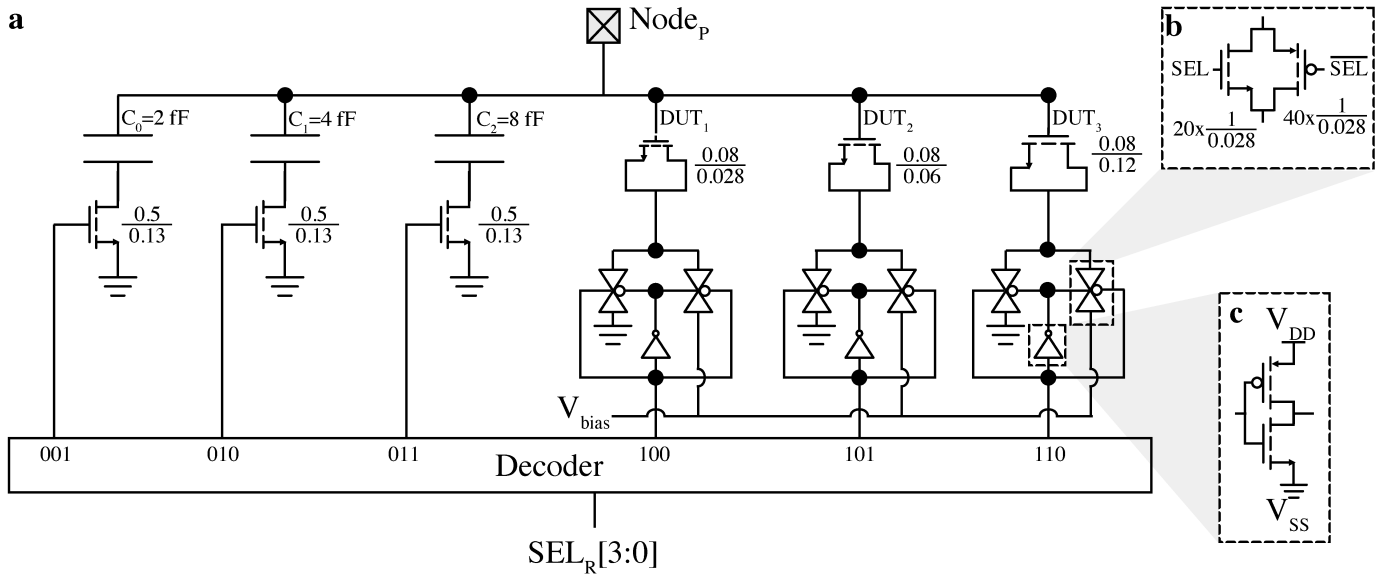 a
Node_P
b
SEL
SEL
20x 1/0.028
40x 1/0.028
C_0=2 fF
C_1=4 fF
C_2=8 fF
DUT_1
DUT_2
DUT_3
0.08/0.028
0.08/0.06
0.08/0.12
0.5/0.13
0.5/0.13
0.5/0.13
c
V_DD
V_SS
V_bias
001
010
011
100
101
110
Decoder
SEL_R[3:0]